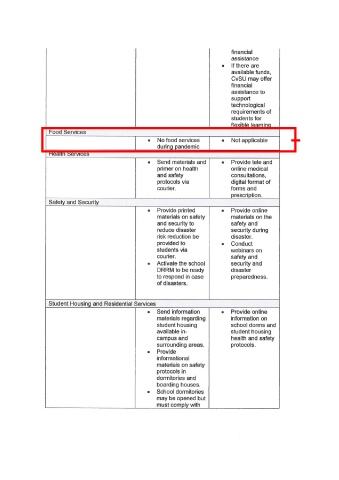 financial
assistance
• If there are
available funds,
CvSU may offer
financial
assistance to
support
technological
requirements of
students for
flexible learning
Food Services
• No food services
during pandemic
• Not applicable
Health Services
• Send materials and
primer on health
and safety
protocols via
courier.
• Provide tele and
online medical
consultations,
digital format of
forms and
prescription.
Safety and Security
• Provide printed
materials on safety
and security to
reduce disaster
risk reduction be
provided to
students via
courier.
• Activate the school
DRRM to be ready
to respond in case
of disasters.
• Provide online
materials on the
safety and
security during
disaster.
• Conduct
webinars on
safety and
security and
disaster
preparedness.
Student Housing and Residential Services
• Send information
materials regarding
student housing
available in-
campus and
surrounding areas.
• Provide
informational
materials on safety
protocols in
dormitories and
boarding houses.
• School dormitories
may be opened but
must comply with
• Provide online
information on
school dorms and
student housing
health and safety
protocols.